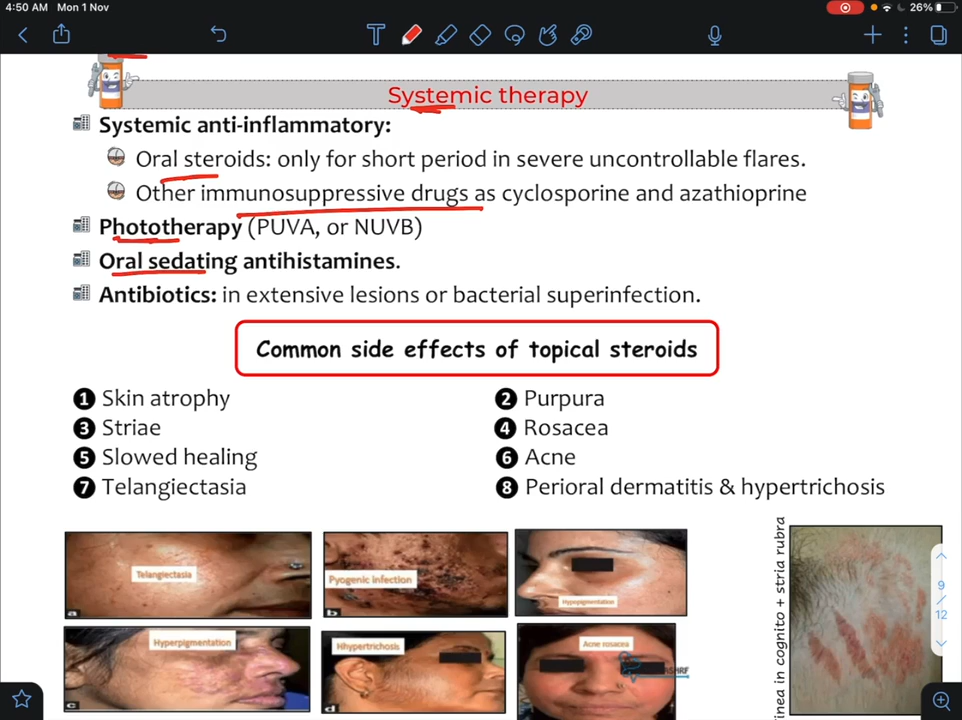 4:50 AM Mon 1 Nov
26%
Systemic therapy
Systemic anti-inflammatory:
Oral steroids: only for short period in severe uncontrollable flares.
Other immunosuppressive drugs as cyclosporine and azathioprine
Phototherapy (PUVA, or NUVB)
Oral sedating antihistamines.
Antibiotics: in extensive lesions or bacterial superinfection.
Common side effects of topical steroids
1 Skin atrophy
2 Purpura
3 Striae
4 Rosacea
5 Slowed healing
6 Acne
7 Telangiectasia
8 Perioral dermatitis & hypertrichosis
Telangiectasia
a
Pyogenic infection
b
Hypopigmentation
Hyperpigmentation
c
Hhypertrichosis
d
Acne rosacea
inea in cognito + stria rubra
9
/
12